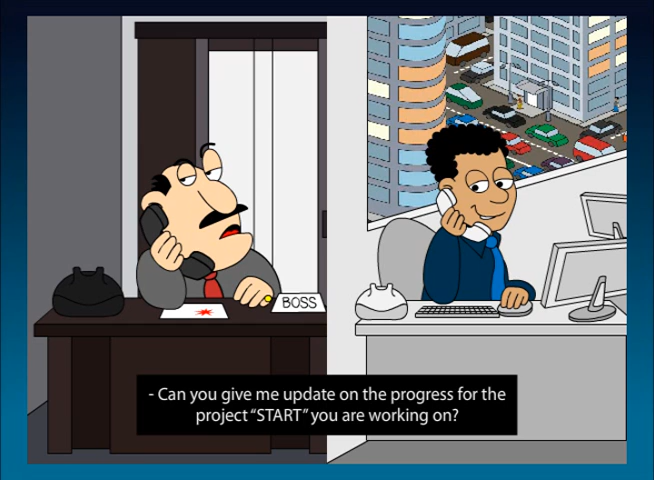 BOSS
- Can you give me update on the progress for the
project “START” you are working on?